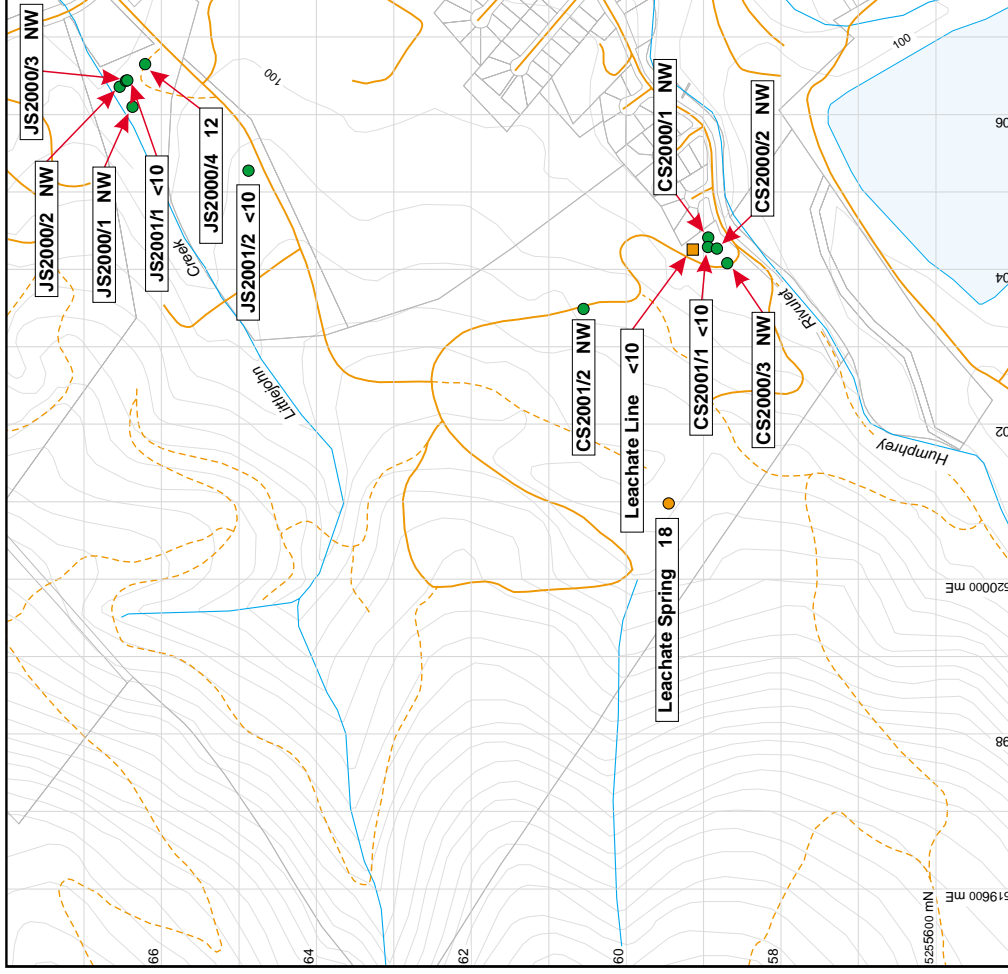 JS2000/3 NW
JS2000/2 NW
JS2000/1 NW
JS2001/1 <10
JS2000/4 12
JS2001/2 <10
100
Creek
Littlejohn
CS2000/1 NW
CS2000/2 NW
100
CS2001/2 NW
Leachate Line <10
CS2001/1 <10
CS2000/3 NW
Leachate Spring 18
Rivulet
Humphrey
06
04
02
520000 mE
98
519600 mE
66
64
62
60
58
5255600 mN